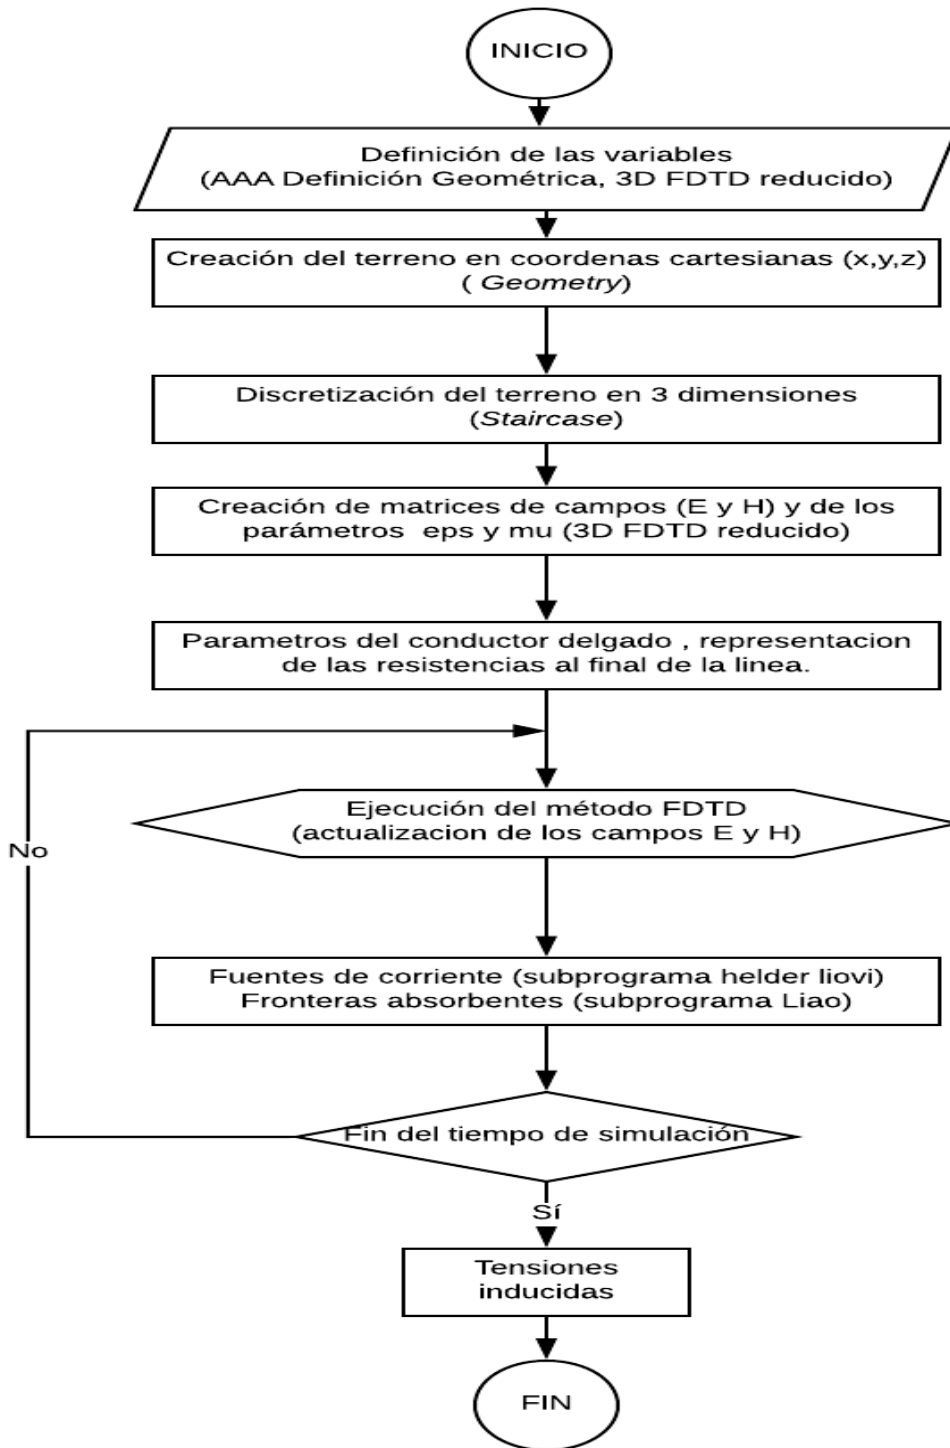 INICIO
Definición de las variables
(AAA Definición Geométrica, 3D FDTD reducido)
Creación del terreno en coordenas cartesianas (x,y,z)
( Geometry)
Discretización del terreno en 3 dimensiones
(Staircase)
Creación de matrices de campos (E y H) y de los
parámetros  eps y mu (3D FDTD reducido)
Parametros del conductor delgado , representacion
de las resistencias al final de la linea.
Ejecución del método FDTD
(actualizacion de los campos E y H)
No
Fuentes de corriente (subprograma helder liovi)
Fronteras absorbentes (subprograma Liao)
Fin del tiempo de simulación
Sí
Tensiones
inducidas
FIN